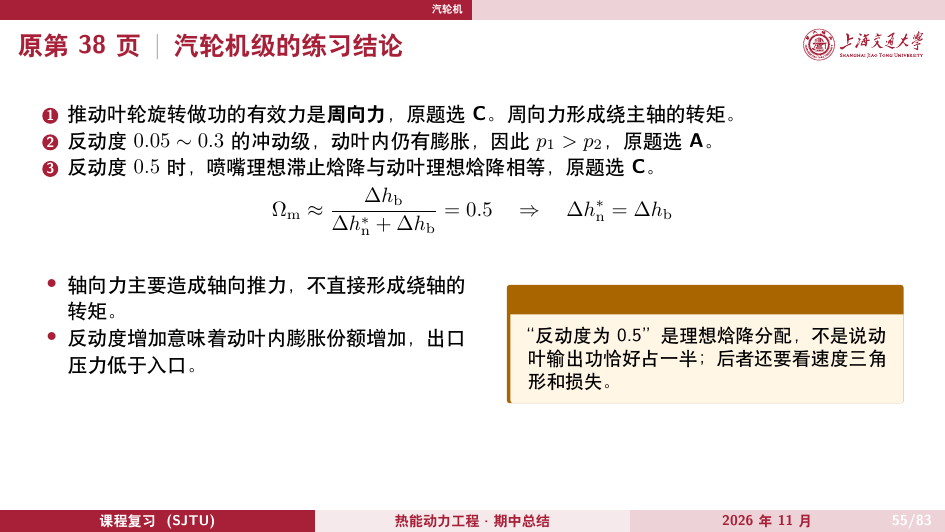 汽轮机
原第 38 页 | 汽轮机级的练习结论
上海交通大学
SHANGHAI JIAO TONG UNIVERSITY
1 推动叶轮旋转做功的有效力是周向力，原题选 C。周向力形成绕主轴的转矩。
2 反动度 0.05 ∼ 0.3 的冲动级，动叶内仍有膨胀，因此 p₁ > p₂，原题选 A。
3 反动度 0.5 时，喷嘴理想滞止焓降与动叶理想焓降相等，原题选 C。
Ωₘ ≈ Δh_b / (Δh_n^* + Δh_b) = 0.5 ⇒ Δh_n^* = Δh_b
• 轴向力主要造成轴向推力，不直接形成绕轴的
转矩。
• 反动度增加意味着动叶内膨胀份额增加，出口
压力低于入口。
“反动度为 0.5” 是理想焓降分配，不是说动
叶输出功恰好占一半；后者还要看速度三角
形和损失。
课程复习 (SJTU)
热能动力工程 · 期中总结
2026 年 11 月
55/83